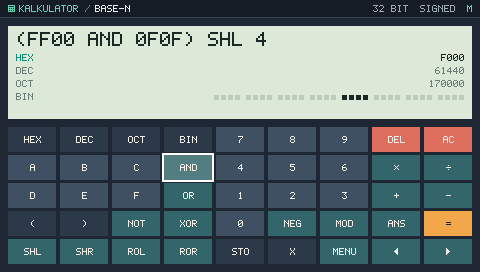 KALKULATOR / BASE-N 32 BIT SIGNED M
(FF00 AND 0F0F) SHL 4
HEX F000
DEC 61440
OCT 170000
BIN
HEX DEC OCT BIN 7 8 9 DEL AC
A B C AND 4 5 6 × ÷
D E F OR 1 2 3 + −
( ) NOT XOR 0 NEG MOD ANS =
SHL SHR ROL ROR STO X MENU ◀ ▶